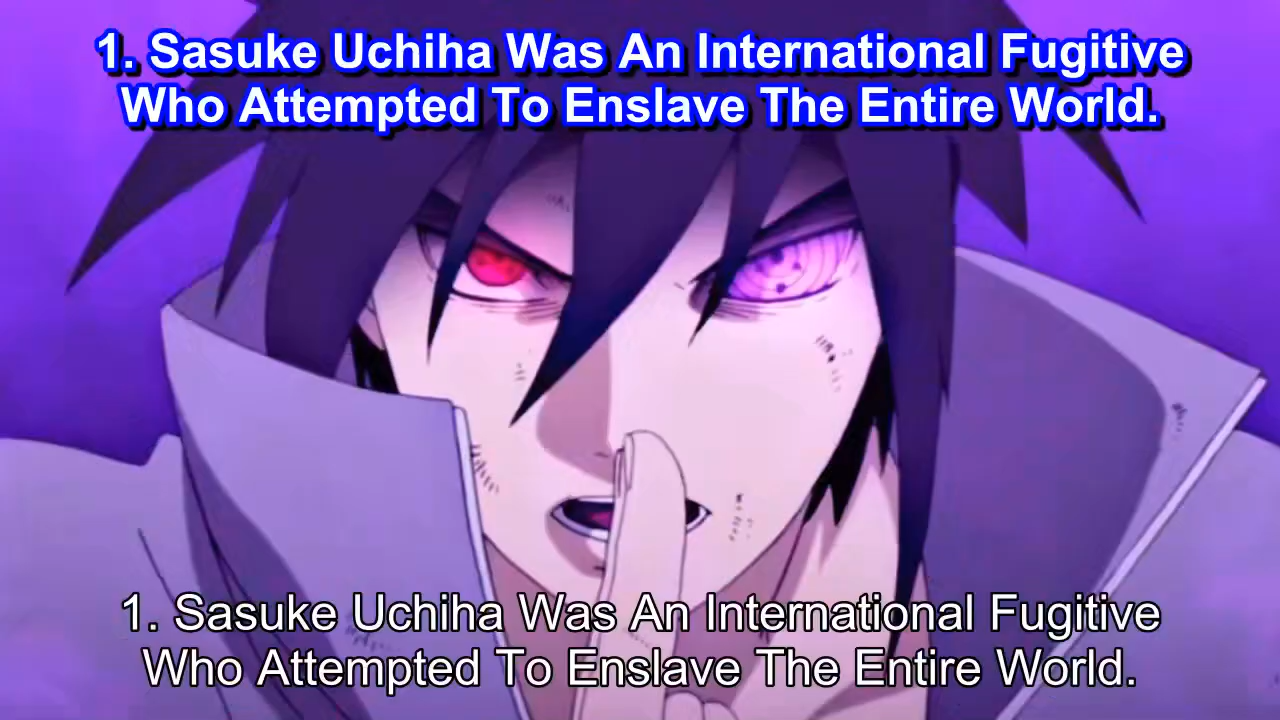 1. Sasuke Uchiha Was An International Fugitive
Who Attempted To Enslave The Entire World.
1. Sasuke Uchiha Was An International Fugitive
Who Attempted To Enslave The Entire World.